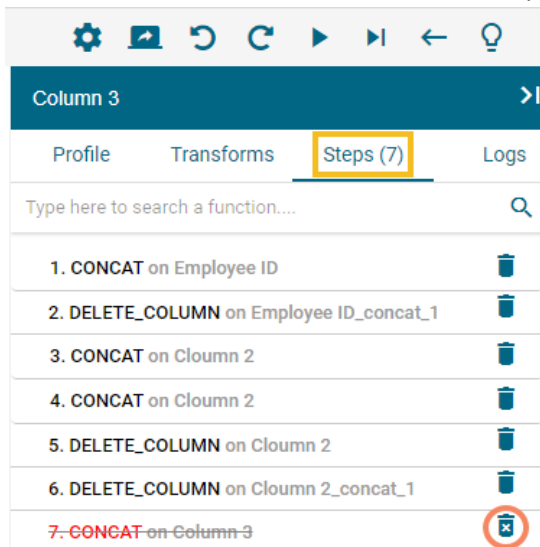 Column 3
Profile Transforms Steps (7) Logs
Type here to search a function....
1. CONCAT on Employee ID
2. DELETE_COLUMN on Employee ID_concat_1
3. CONCAT on Cloumn 2
4. CONCAT on Cloumn 2
5. DELETE_COLUMN on Cloumn 2
6. DELETE_COLUMN on Cloumn 2_concat_1
7. CONCAT on Column 3